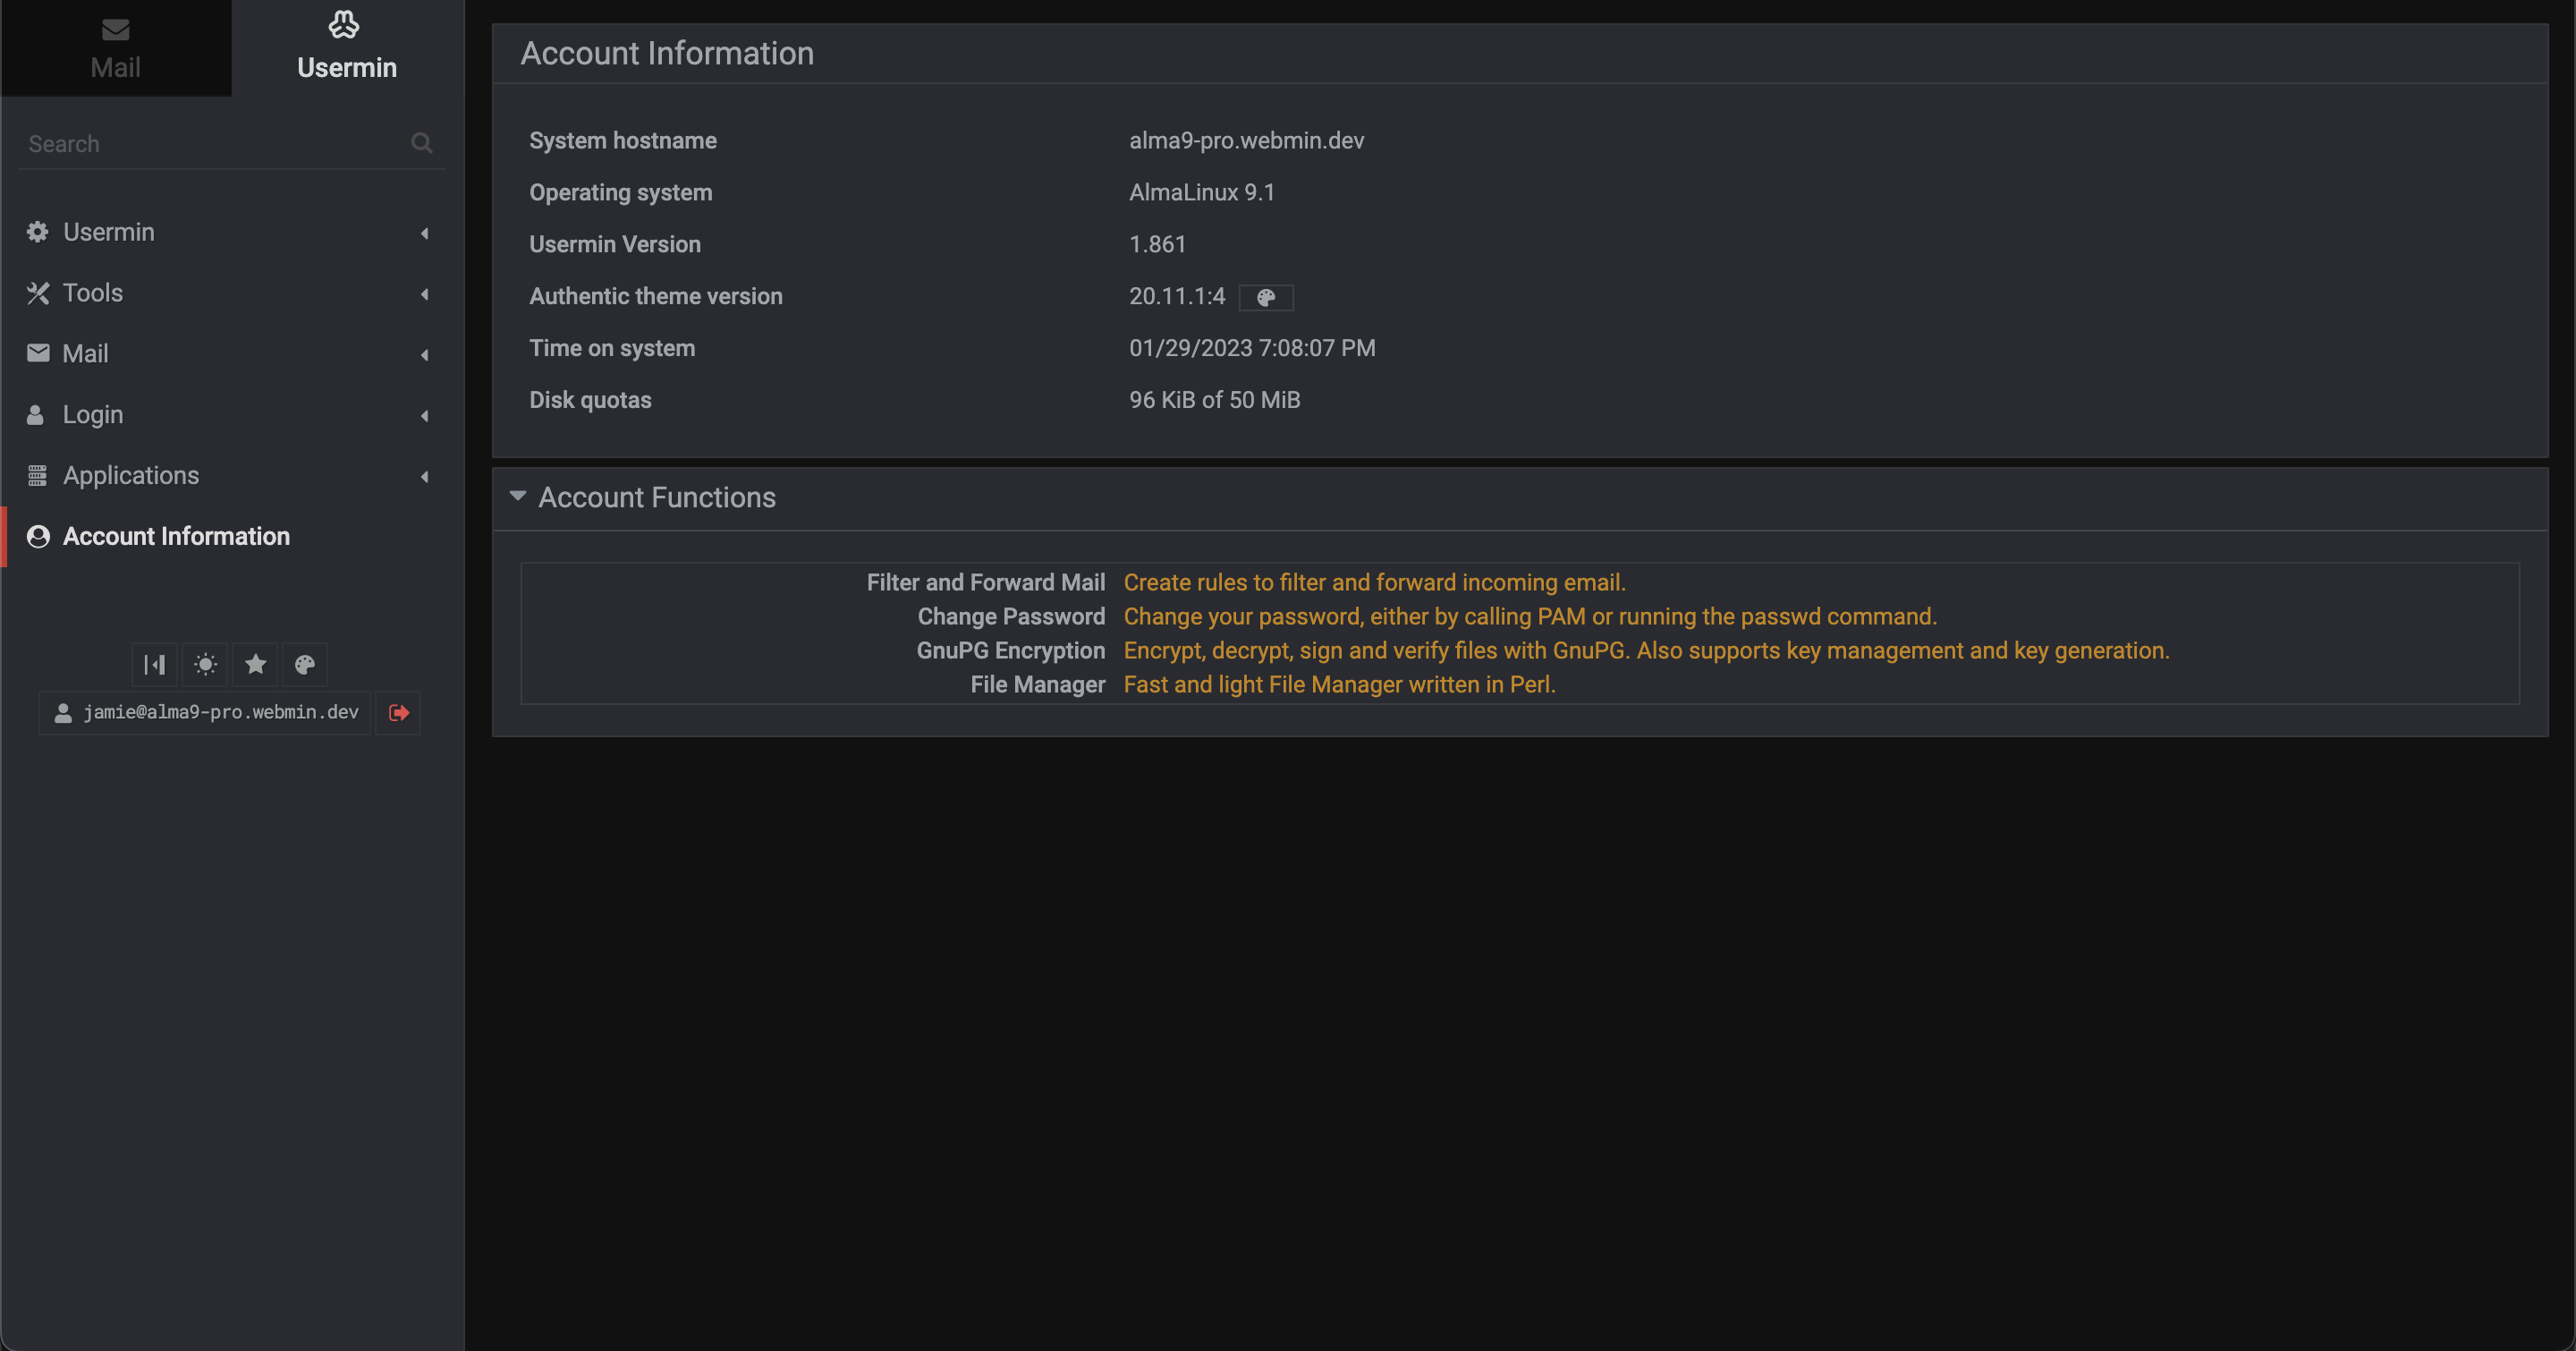 Mail
Usermin
Search
Usermin
Tools
Mail
Login
Applications
Account Information
jamie@alma9-pro.webmin.dev
Account Information
System hostname alma9-pro.webmin.dev
Operating system AlmaLinux 9.1
Usermin Version 1.861
Authentic theme version 20.11.1:4
Time on system 01/29/2023 7:08:07 PM
Disk quotas 96 KiB of 50 MiB
Account Functions
Filter and Forward Mail Create rules to filter and forward incoming email.
Change Password Change your password, either by calling PAM or running the passwd command.
GnuPG Encryption Encrypt, decrypt, sign and verify files with GnuPG. Also supports key management and key generation.
File Manager Fast and light File Manager written in Perl.